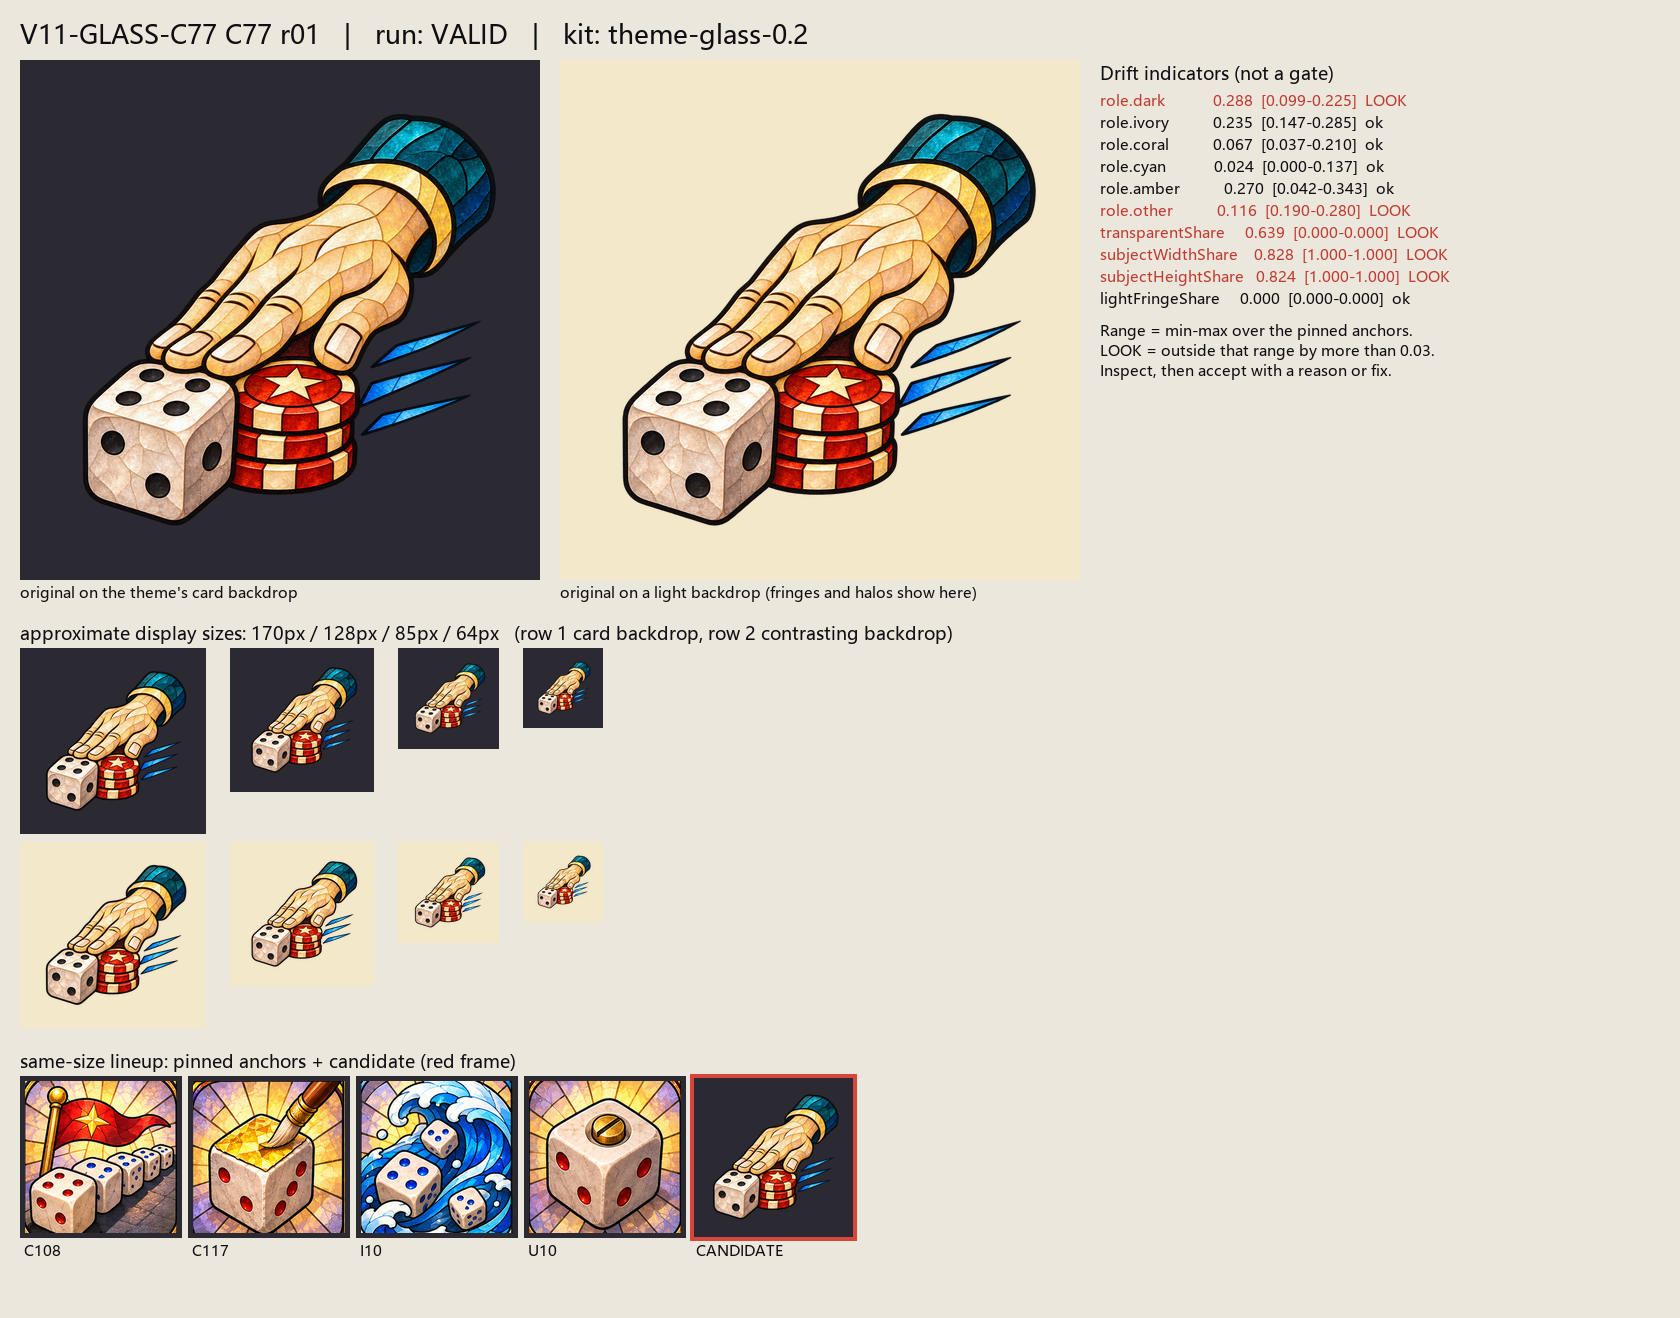 V11-GLASS-C77 C77 r01 | run: VALID | kit: theme-glass-0.2
Drift indicators (not a gate)
role.dark 0.288 [0.099-0.225] LOOK
role.ivory 0.235 [0.147-0.285] ok
role.coral 0.067 [0.037-0.210] ok
role.cyan 0.024 [0.000-0.137] ok
role.amber 0.270 [0.042-0.343] ok
role.other 0.116 [0.190-0.280] LOOK
transparentShare 0.639 [0.000-0.000] LOOK
subjectWidthShare 0.828 [1.000-1.000] LOOK
subjectHeightShare 0.824 [1.000-1.000] LOOK
lightFringeShare 0.000 [0.000-0.000] ok
Range = min-max over the pinned anchors.
LOOK = outside that range by more than 0.03.
Inspect, then accept with a reason or fix.
original on the theme's card backdrop
original on a light backdrop (fringes and halos show here)
approximate display sizes: 170px / 128px / 85px / 64px (row 1 card backdrop, row 2 contrasting backdrop)
same-size lineup: pinned anchors + candidate (red frame)
C108
C117
I10
U10
CANDIDATE